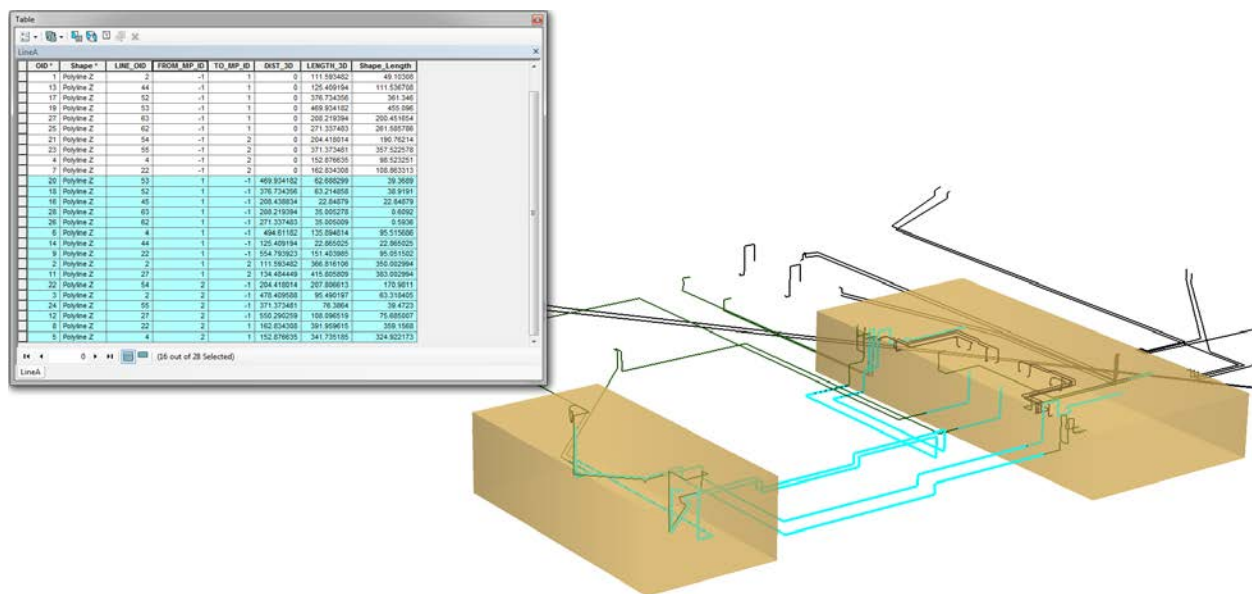 Table
LineA
OID * Shape * LINE_OID FROM_MP_ID TO_MP_ID DIST_3D LENGTH_3D Shape_Length
1 Polyline Z 2 -1 1 0 111.593482 49.10306
13 Polyline Z 44 -1 1 0 125.409194 111.536708
17 Polyline Z 52 -1 1 0 376.734356 361.346
19 Polyline Z 53 -1 1 0 469.934182 455.096
27 Polyline Z 63 -1 1 0 208.219394 200.451654
25 Polyline Z 62 -1 1 0 271.337483 261.585786
21 Polyline Z 54 -1 2 0 204.418014 190.76214
23 Polyline Z 55 -1 2 0 371.373481 357.522578
4 Polyline Z 4 -1 2 0 152.876635 98.523251
7 Polyline Z 22 -1 2 0 162.834308 108.863313
20 Polyline Z 53 1 -1 469.934182 62.688299 39.3689
18 Polyline Z 52 1 -1 376.734356 63.214858 38.9191
16 Polyline Z 45 1 -1 208.438834 22.84879 22.84879
28 Polyline Z 63 1 -1 208.219394 35.005278 0.6092
26 Polyline Z 62 1 -1 271.337483 35.005009 0.5936
6 Polyline Z 4 1 -1 494.61182 135.894814 95.515686
14 Polyline Z 44 1 -1 125.409194 22.865025 22.865025
9 Polyline Z 22 1 -1 554.793923 151.403985 95.051502
2 Polyline Z 2 1 2 111.593482 366.816106 350.002994
11 Polyline Z 27 1 2 134.484449 415.805809 383.002994
22 Polyline Z 54 2 -1 204.418014 207.806613 170.9811
3 Polyline Z 2 2 -1 478.409588 95.490197 63.318405
24 Polyline Z 55 2 -1 371.373481 76.3864 39.4723
12 Polyline Z 27 2 -1 550.290259 108.096519 75.685807
8 Polyline Z 22 2 1 162.834308 391.959615 359.1568
5 Polyline Z 4 2 1 152.876635 341.735185 324.922173
0 (16 out of 28 Selected)
LineA